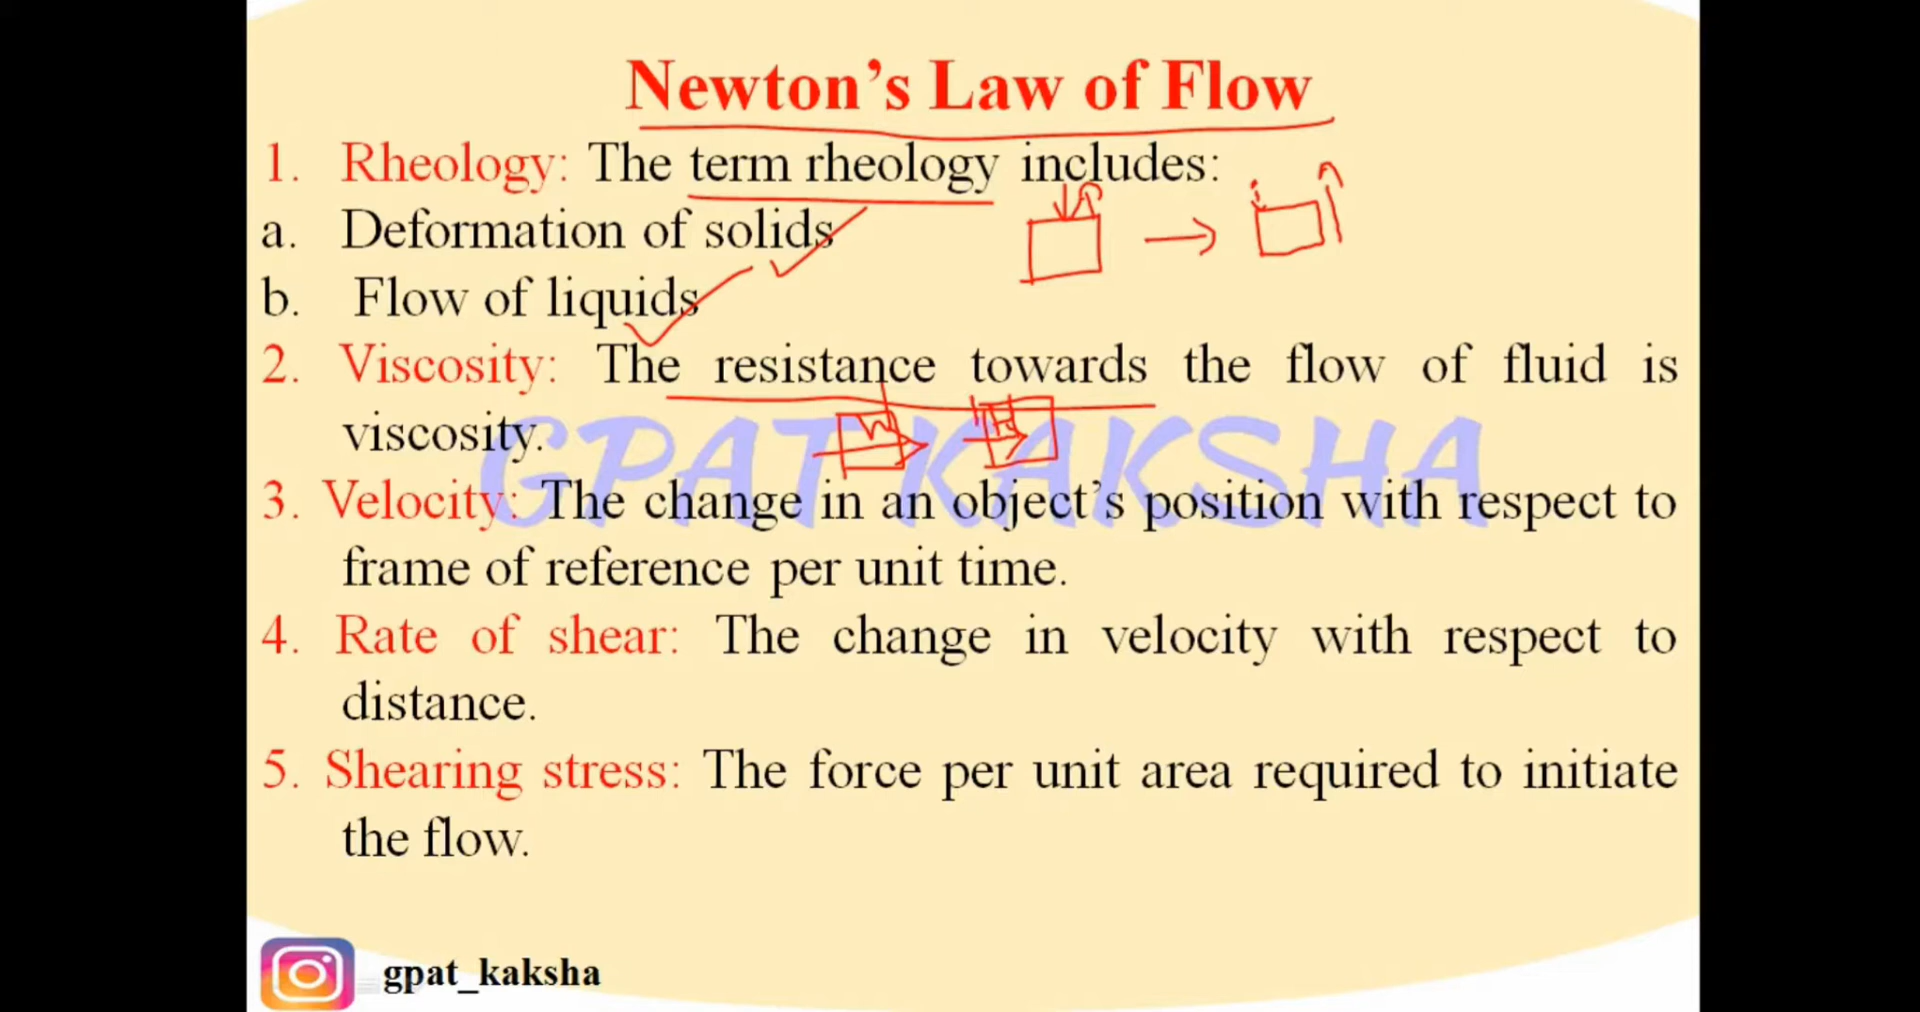 Newton's Law of Flow
1. Rheology: The term rheology includes:
a. Deformation of solids
b. Flow of liquids
2. Viscosity: The resistance towards the flow of fluid is
viscosity.
GPAT KAKSHA
3. Velocity: The change in an object's position with respect to
frame of reference per unit time.
4. Rate of shear: The change in velocity with respect to
distance.
5. Shearing stress: The force per unit area required to initiate
the flow.
gpat_kaksha